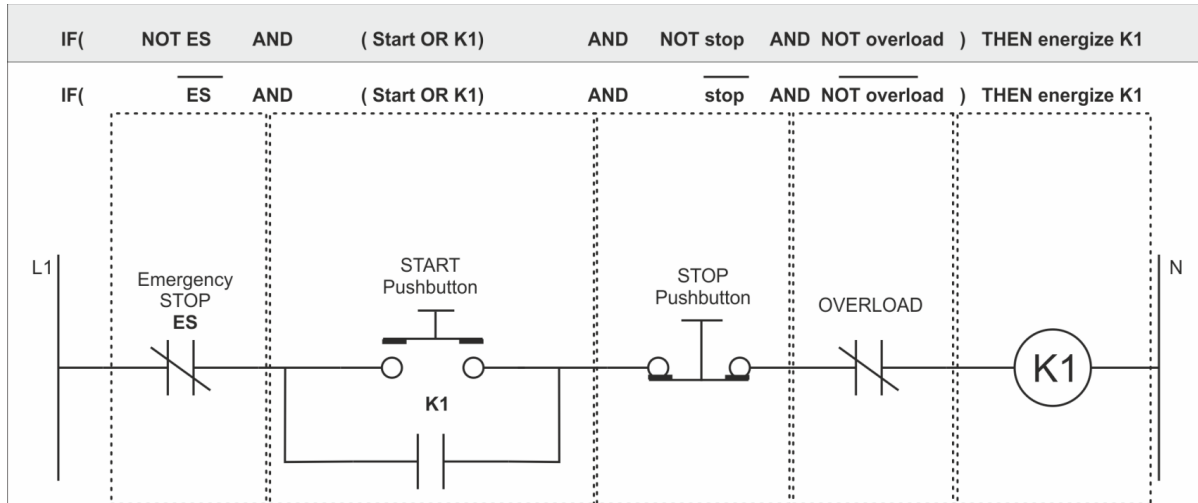 IF( NOT ES AND ( Start OR K1) AND NOT stop AND NOT overload ) THEN energize K1
IF( ES AND ( Start OR K1) AND stop AND NOT overload ) THEN energize K1
L1
Emergency
STOP
ES
START
Pushbutton
K1
STOP
Pushbutton
OVERLOAD
K1
N